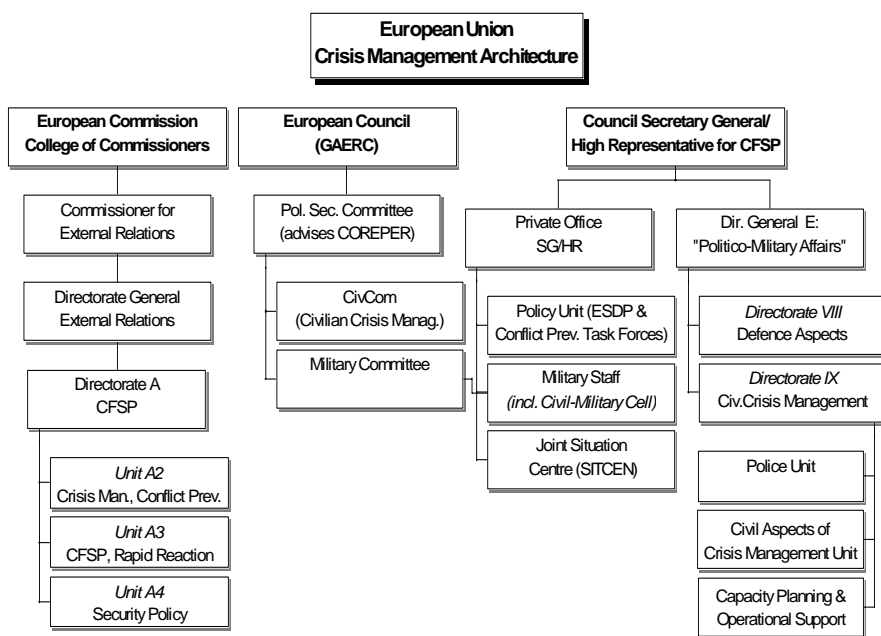 European Union
Crisis Management Architecture
European Commission
College of Commissioners
European Council
(GAERC)
Council Secretary General/
High Representative for CFSP
Commissioner for
External Relations
Pol. Sec. Committee
(advises COREPER)
Private Office
SG/HR
Dir. General E:
"Politico-Military Affairs"
Directorate General
External Relations
CivCom
(Civilian Crisis Manag.)
Policy Unit (ESDP &
Conflict Prev. Task Forces)
Directorate VIII
Defence Aspects
Directorate A
CFSP
Military Committee
Military Staff
(incl. Civil-Military Cell)
Directorate IX
Civ.Crisis Management
Unit A2
Crisis Man., Conflict Prev.
Joint Situation
Centre (SITCEN)
Police Unit
Unit A3
CFSP, Rapid Reaction
Civil Aspects of
Crisis Management Unit
Unit A4
Security Policy
Capacity Planning &
Operational Support